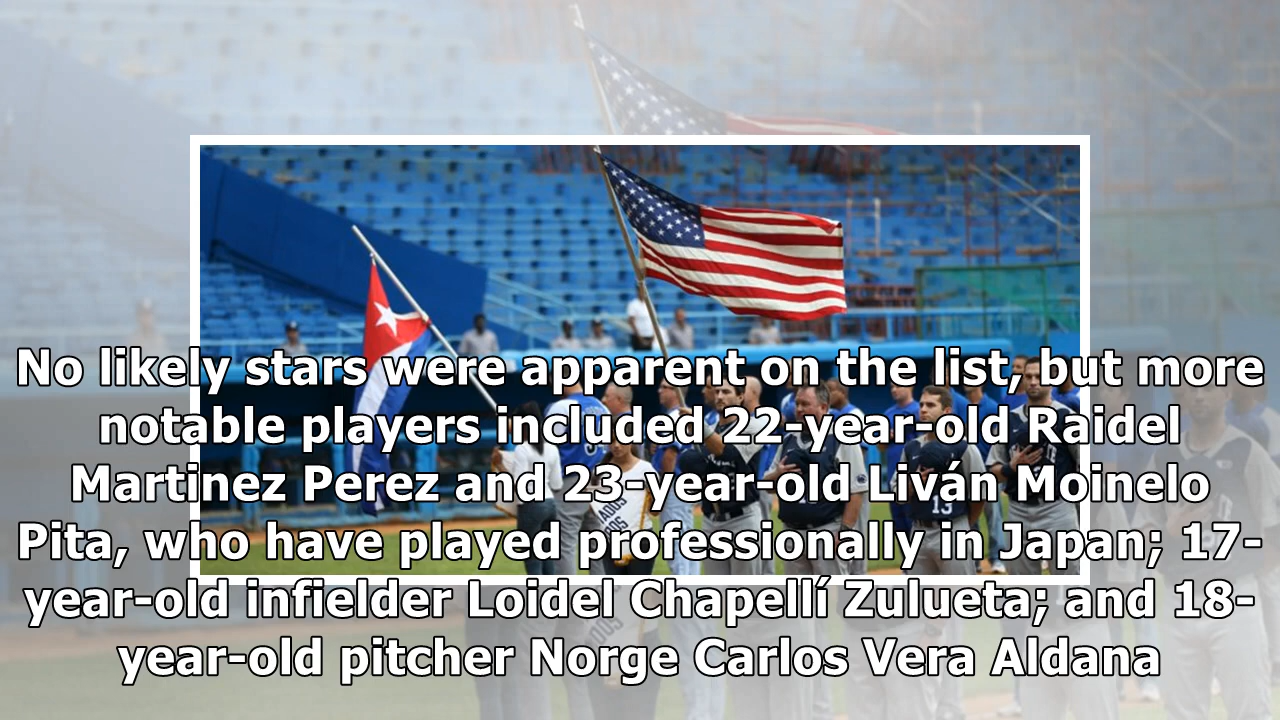 No likely stars were apparent on the list, but more
notable players included 22-year-old Raidel
Martinez Perez and 23-year-old Liván Moinelo
Pita, who have played professionally in Japan; 17-
year-old infielder Loidel Chapellí Zulueta; and 18-
year-old pitcher Norge Carlos Vera Aldana
13